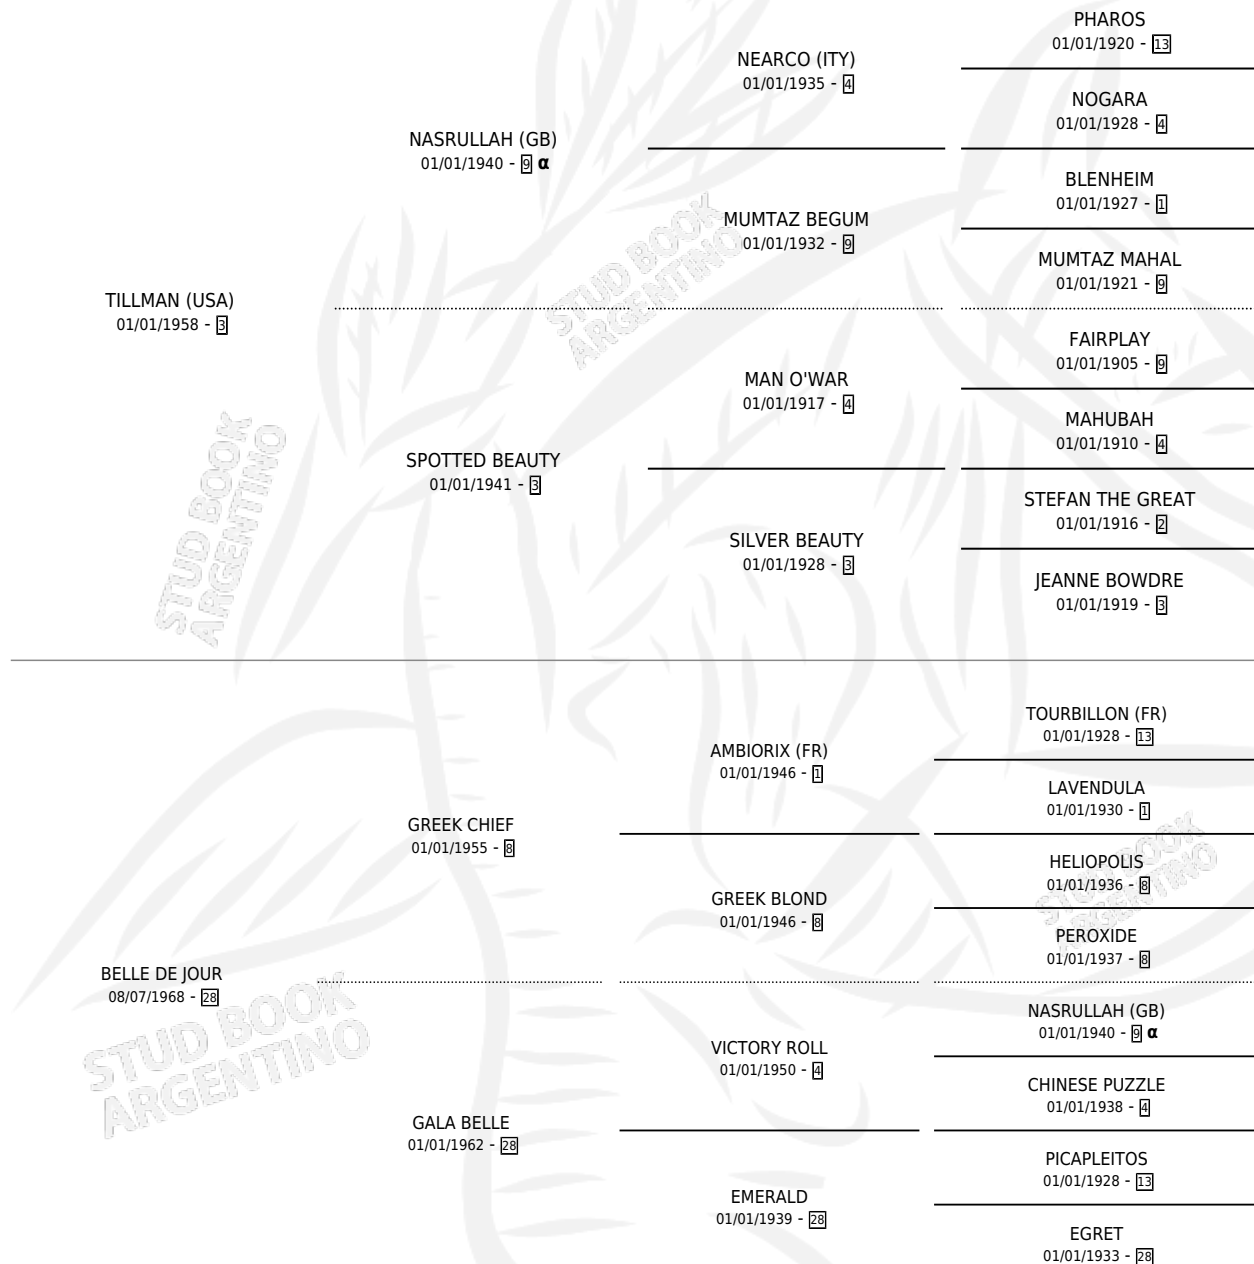 PHAROS
01/01/1920 - 13
NEARCO (ITY)
01/01/1935 - 4
NOGARA
01/01/1928 - 4
NASRULLAH (GB)
01/01/1940 - 9 α
BLENHEIM
01/01/1927 - 1
MUMTAZ BEGUM
01/01/1932 - 9
MUMTAZ MAHAL
01/01/1921 - 9
TILLMAN (USA)
01/01/1958 - 3
FAIRPLAY
01/01/1905 - 9
MAN O'WAR
01/01/1917 - 4
MAHUBAH
01/01/1910 - 4
SPOTTED BEAUTY
01/01/1941 - 3
STEFAN THE GREAT
01/01/1916 - 2
SILVER BEAUTY
01/01/1928 - 3
JEANNE BOWDRE
01/01/1919 - 3
TOURBILLON (FR)
01/01/1928 - 13
AMBIORIX (FR)
01/01/1946 - 1
LAVENDULA
01/01/1930 - 1
GREEK CHIEF
01/01/1955 - 8
HELIOPOLIS
01/01/1936 - 8
GREEK BLOND
01/01/1946 - 8
PEROXIDE
01/01/1937 - 8
BELLE DE JOUR
08/07/1968 - 28
NASRULLAH (GB)
01/01/1940 - 9 α
VICTORY ROLL
01/01/1950 - 4
CHINESE PUZZLE
01/01/1938 - 4
GALA BELLE
01/01/1962 - 28
PICAPLEITOS
01/01/1928 - 13
EMERALD
01/01/1939 - 28
EGRET
01/01/1933 - 28
STUD BOOK
ARGENTINO
STUD BOOK
ARGENTINO
STUD BOOK
ARGENTINO
STUD BOOK
ARGENTINO